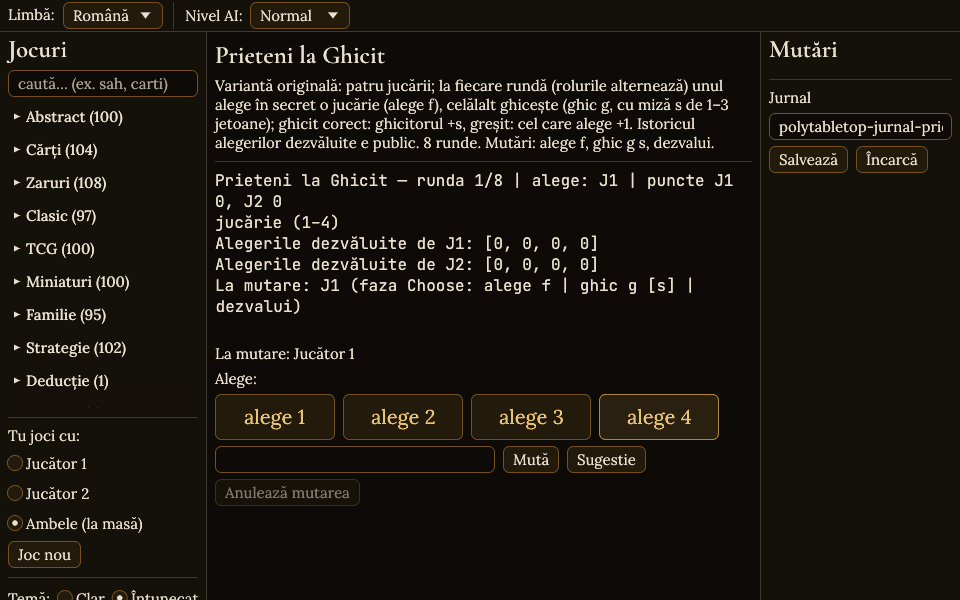 Limbă: Română ▼ Nivel AI: Normal ▼
Jocuri
caută... (ex. sah, carti)
▸ Abstract (100)
▸ Cărți (104)
▸ Zaruri (108)
▸ Clasic (97)
▸ TCG (100)
▸ Miniaturi (100)
▸ Familie (95)
▸ Strategie (102)
▸ Deducție (1)
Tu joci cu:
Jucător 1
Jucător 2
Ambele (la masă)
Joc nou
Temă: Clar Întunecat
Prieteni la Ghicit
Variantă originală: patru jucării; la fiecare rundă (rolurile alternează) unul
alege în secret o jucărie (alege f), celălalt ghicește (ghic g, cu miză s de 1–3
jetoane); ghicit corect: ghicitorul +s, greșit: cel care alege +1. Istoricul
alegerilor dezvăluite e public. 8 runde. Mutări: alege f, ghic g s, dezvalui.
Prieteni la Ghicit — runda 1/8 | alege: J1 | puncte J1
0, J2 0
jucărie (1–4)
Alegerile dezvăluite de J1: [0, 0, 0, 0]
Alegerile dezvăluite de J2: [0, 0, 0, 0]
La mutare: J1 (faza Choose: alege f | ghic g [s] |
dezvalui)
La mutare: Jucător 1
Alege:
alege 1 alege 2 alege 3 alege 4
Mută Sugestie
Anulează mutarea
Mutări
Jurnal
polytabletop-jurnal-pri
Salvează Încarcă